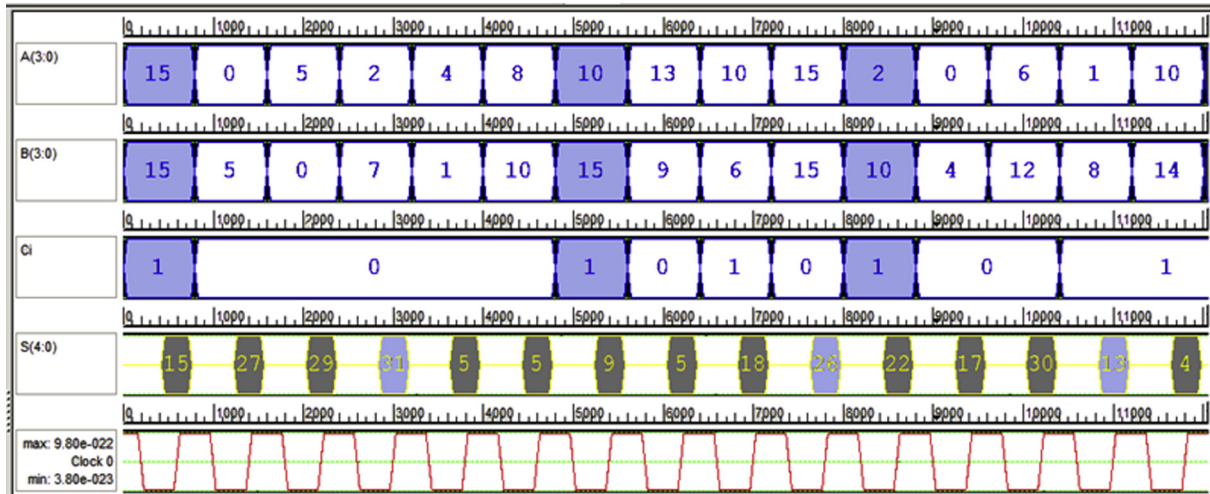 0 1000 2000 3000 4000 5000 6000 7000 8000 9000 10000 11000
A(3:0) 15 0 5 2 4 8 10 13 10 15 2 0 6 1 10
0 1000 2000 3000 4000 5000 6000 7000 8000 9000 10000 11000
B(3:0) 15 5 0 7 1 10 15 9 6 15 10 4 12 8 14
0 1000 2000 3000 4000 5000 6000 7000 8000 9000 10000 11000
Ci 1 0 1 0 1 0 1 0 1
0 1000 2000 3000 4000 5000 6000 7000 8000 9000 10000 11000
S(4:0) 15 27 29 31 5 5 9 5 18 26 22 17 30 13 4
0 1000 2000 3000 4000 5000 6000 7000 8000 9000 10000 11000
max: 9.80e-022
Clock 0
min: 3.80e-023